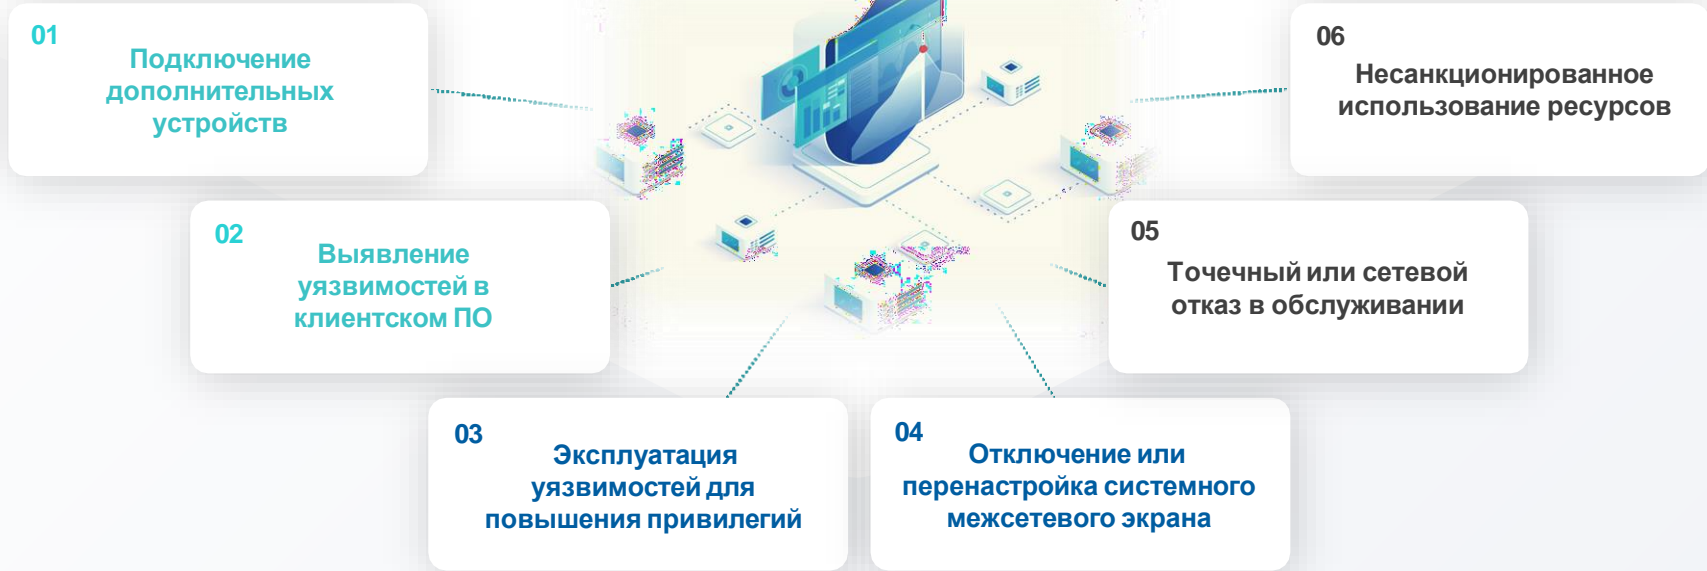 01
Подключение
дополнительных
устройств
02
Выявление
уязвимостей в
клиентском ПО
03
Эксплуатация
уязвимостей для
повышения привилегий
04
Отключение или
перенастройка системного
межсетевого экрана
05
Точечный или сетевой
отказ в обслуживании
06
Несанкционированное
использование ресурсов